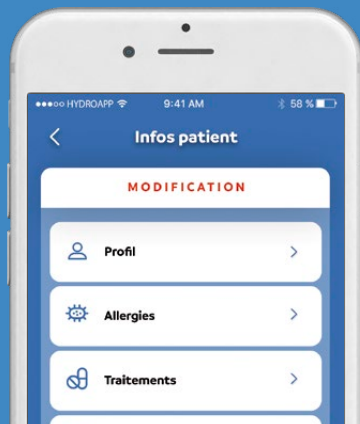 HYDROAPP 9:41 AM 58 %
Infos patient
MODIFICATION
Profil
Allergies
Traitements